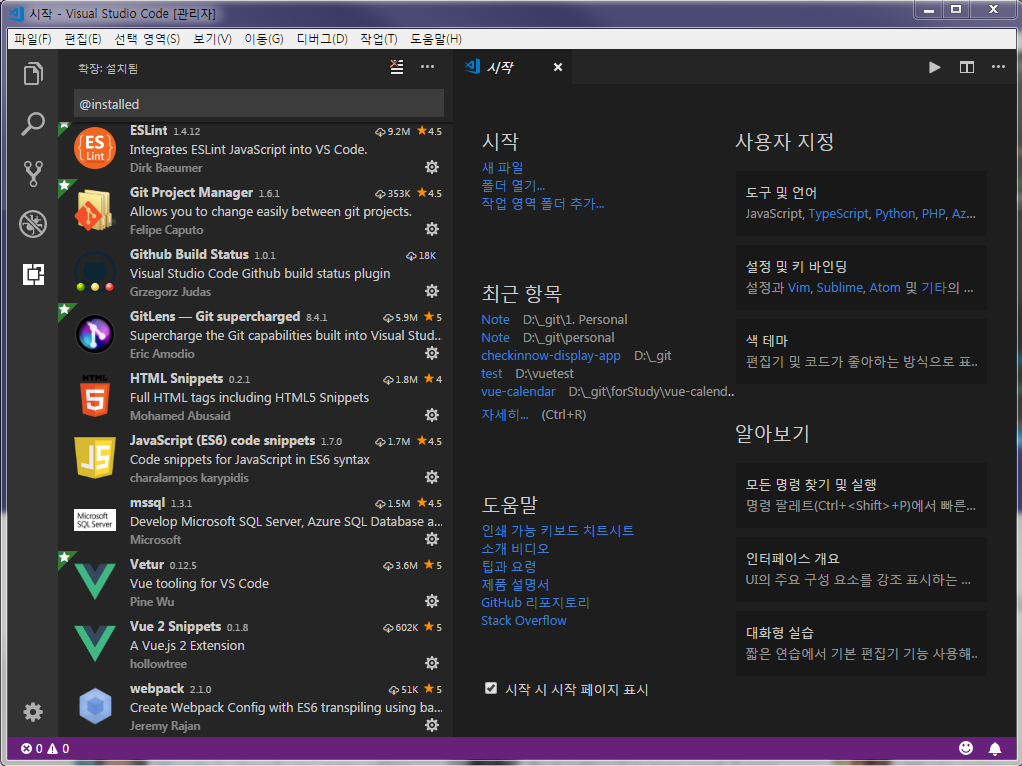 시작 - Visual Studio Code [관리자]
파일(F) 편집(E) 선택 영역(S) 보기(V) 이동(G) 디버그(D) 작업(T) 도움말(H)
확장: 설치됨
@installed
ESLint 1.4.12 9.2M 4.5
ES Lint
Integrates ESLint JavaScript into VS Code.
Dirk Baeumer
Git Project Manager 1.6.1 353K 4.5
Allows you to change easily between git projects.
Felipe Caputo
Github Build Status 1.0.1 18K
Visual Studio Code Github build status plugin
Grzegorz Judas
GitLens — Git supercharged 8.4.1 5.9M 5
Supercharge the Git capabilities built into Visual Stud...
Eric Amodio
HTML Snippets 0.2.1 1.8M 4
HTML 5
Full HTML tags including HTML5 Snippets
Mohamed Abusaid
JavaScript (ES6) code snippets 1.7.0 1.7M 4.5
JS
Code snippets for JavaScript in ES6 syntax
charalampos karypidis
mssql 1.3.1 1.5M 4.5
Microsoft
SQL Server
Develop Microsoft SQL Server, Azure SQL Database a...
Microsoft
Vetur 0.12.5 3.6M 5
Vue tooling for VS Code
Pine Wu
Vue 2 Snippets 0.1.8 602K 5
A Vue.js 2 Extension
hollowtree
webpack 2.1.0 51K 5
Create Webpack Config with ES6 transpiling using ba...
Jeremy Rajan
시작
시작
새 파일
폴더 열기...
작업 영역 폴더 추가...
최근 항목
Note D:\_git\1. Personal
Note D:\_git\personal
checkinnow-display-app D:\_git
test D:\vuetest
vue-calendar D:\_git\forStudy\vue-calend..
자세히... (Ctrl+R)
도움말
인쇄 가능 키보드 치트시트
소개 비디오
팁과 요령
제품 설명서
GitHub 리포지토리
Stack Overflow
시작 시 시작 페이지 표시
사용자 지정
도구 및 언어
JavaScript, TypeScript, Python, PHP, Az...
설정 및 키 바인딩
설정과 Vim, Sublime, Atom 및 기타의 ...
색 테마
편집기 및 코드가 좋아하는 방식으로 표..
알아보기
모든 명령 찾기 및 실행
명령 팔레트(Ctrl+<Shift>+P)에서 빠른...
인터페이스 개요
UI의 주요 구성 요소를 강조 표시하는 ...
대화형 실습
짧은 연습에서 기본 편집기 기능 사용해..
0 0